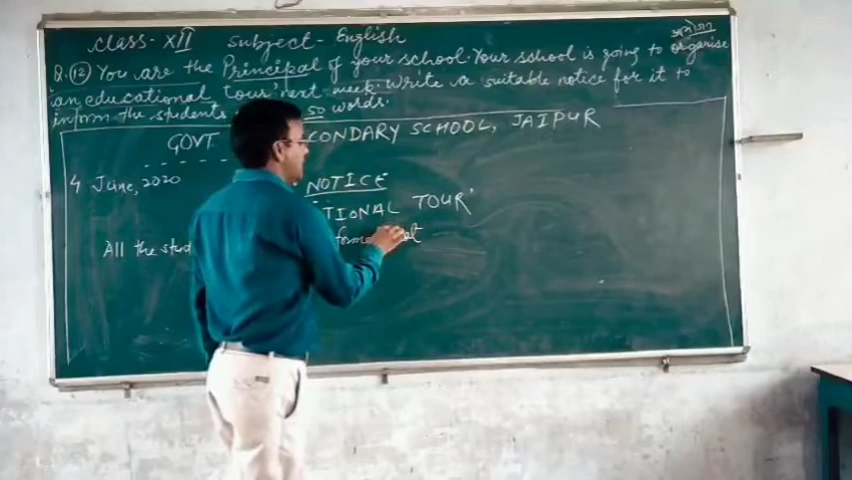 class- XII Subject- English
Q.(12) You are the Principal of your school. Your school is going to organise
an educational tour next week. Write a suitable notice for it to
inform the students 50 words.
GOVT CONDARY SCHOOL, JAIPUR
4 June, 2020
NOTICE
TIONAL TOUR'
All the stud